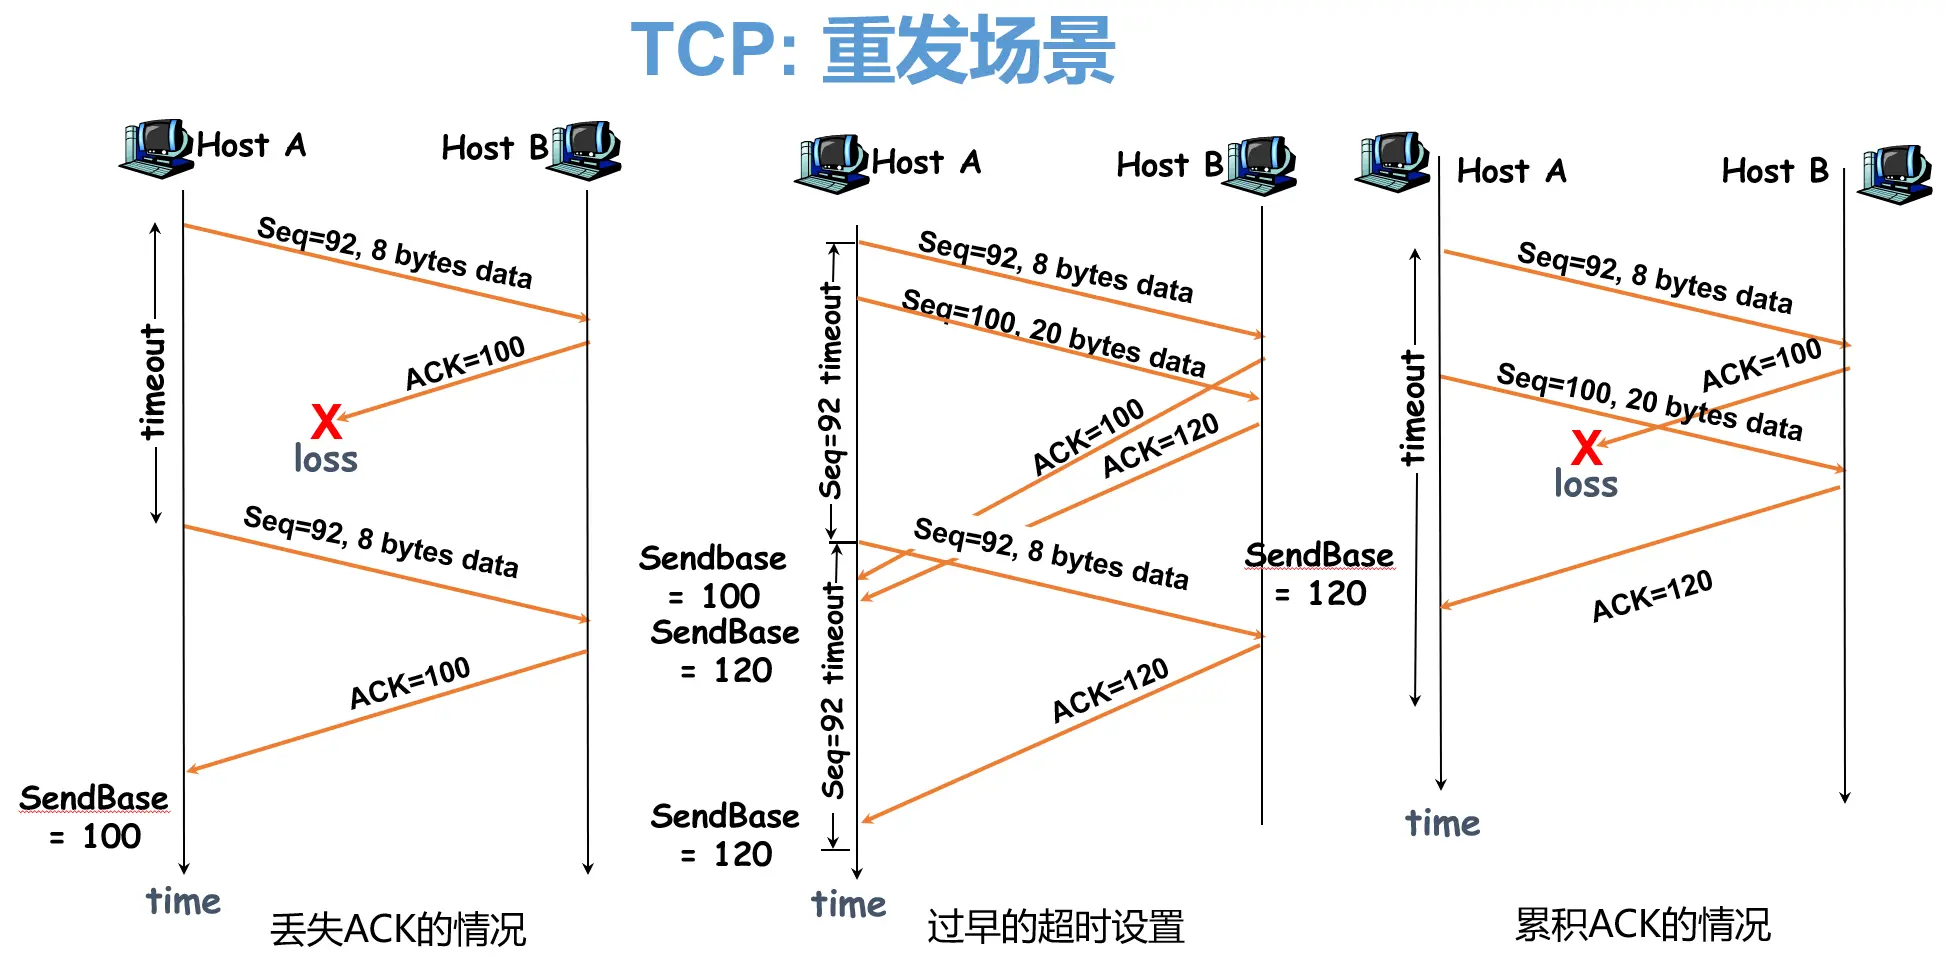 TCP: 重发场景
Host A
Host B
Seq=92, 8 bytes data
ACK=100
timeout
X
loss
Seq=92, 8 bytes data
ACK=100
SendBase
= 100
time
丢失ACK的情况
Host A
Host B
Seq=92, 8 bytes data
Seq=100, 20 bytes data
Seq=92 timeout
ACK=100
ACK=120
Seq=92, 8 bytes data
Sendbase
= 100
SendBase
= 120
Seq=92 timeout
ACK=120
SendBase
= 120
time
过早的超时设置
Host A
Host B
Seq=92, 8 bytes data
ACK=100
Seq=100, 20 bytes data
timeout
X
loss
SendBase
= 120
ACK=120
time
累积ACK的情况